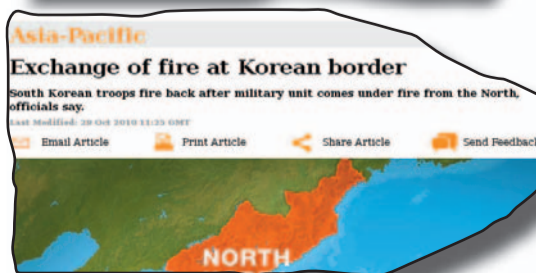 Asia-Pacific
Exchange of fire at Korean border
South Korean troops fire back after military unit comes under fire from the North,
officials say.
Last Modified: 29 Oct 2010 11:25 GMT
Email Article Print Article Share Article Send Feedback
NORTH